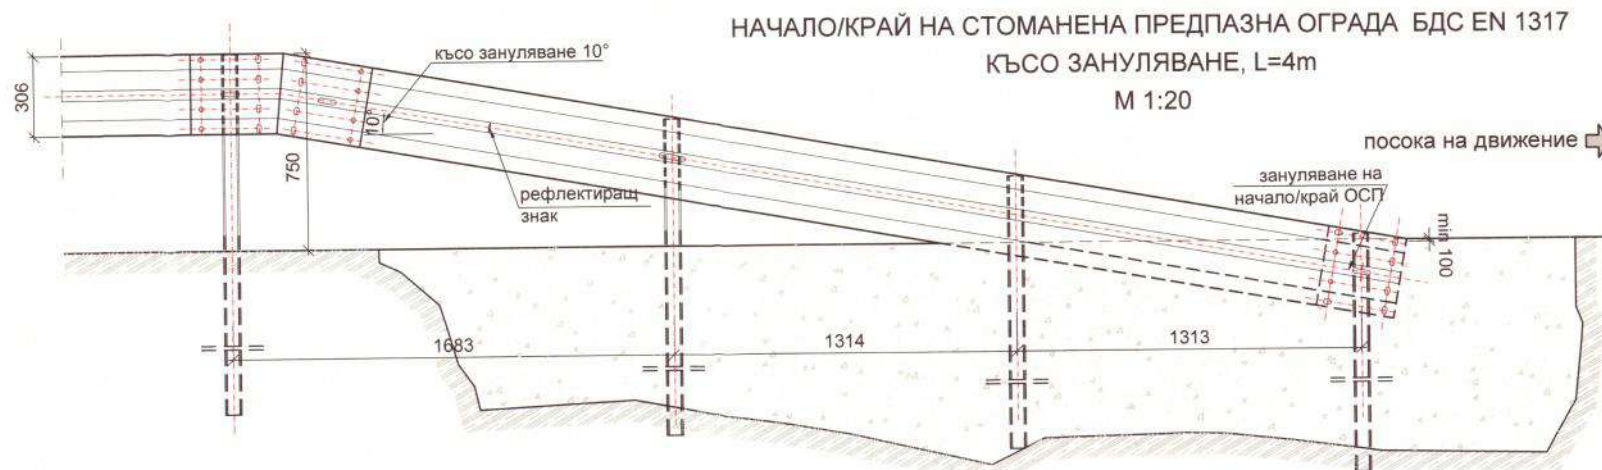 НАЧАЛО/КРАЙ НА СТОМАНЕНА ПРЕДПАЗНА ОГРАДА БДС EN 1317
КЪСО ЗАНУЛЯВАНЕ, L=4m
М 1:20
късо зануляване 10°
306
10°
750
посока на движение
рефлектиращ
знак
зануляване на
начало/край ОСП
min 100
1683
1314
1313